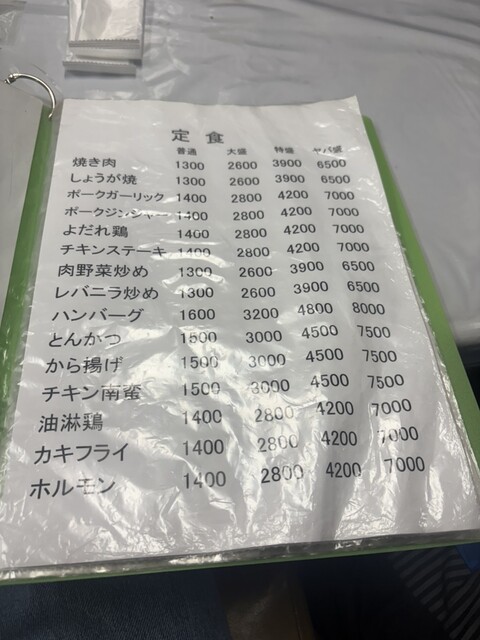 定 食
普通 大盛 特盛 ヤバ盛
焼き肉 1300 2600 3900 6500
しょうが焼 1300 2600 3900 6500
ポークガーリック 1400 2800 4200 7000
ポークジンジャー 1400 2800 4200 7000
よだれ鶏 1400 2800 4200 7000
チキンステーキ 1400 2800 4200 7000
肉野菜炒め 1300 2600 3900 6500
レバニラ炒め 1300 2600 3900 6500
ハンバーグ 1600 3200 4800 8000
とんかつ 1500 3000 4500 7500
から揚げ 1500 3000 4500 7500
チキン南蛮 1500 3000 4500 7500
油淋鶏 1400 2800 4200 7000
カキフライ 1400 2800 4200 7000
ホルモン 1400 2800 4200 7000